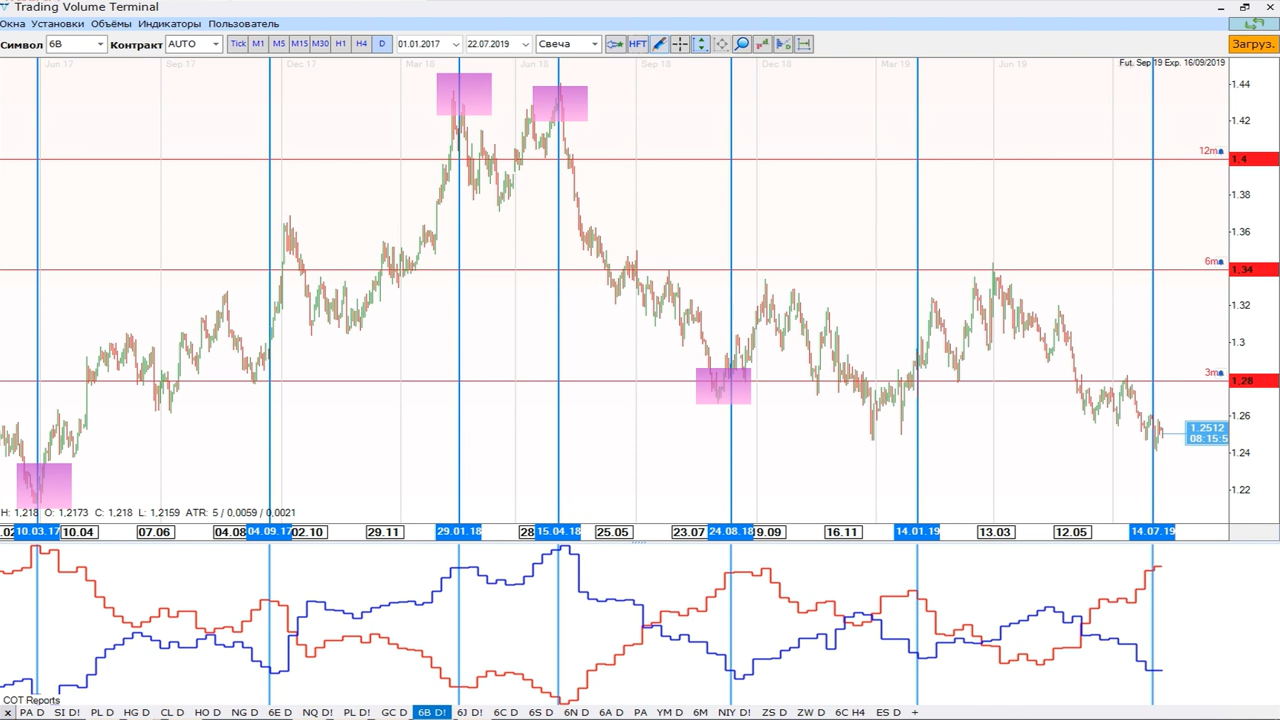 Trading Volume Terminal
Окна Установки Объёмы Индикаторы Пользователь
Символ 6B Контракт AUTO Tick M1 M5 M15 M30 H1 H4 D 01.01.2017 22.07.2019 Свеча HFT Загруз.
Jun 17 Sep 17 Dec 17 Mar 18 Jun 18 Sep 18 Dec 18 Mar 19 Jun 19 Fut. Sep 19 Exp. 16/09/2019
1.44
1.42
12м
1.4
1.38
1.36
6м
1.34
1.32
1.3
3м
1.28
1.26
1.2512
08:15:5
1.24
1.22
H: 1,218 O: 1,2173 C: 1,218 L: 1,2159 ATR: 5 / 0,0059 / 0,0021
.02 10.03.17 10.04 07.06 04.08 04.09.17 02.10 29.11 29.01.18 28 15.04.18 25.05 23.07 24.08.18 9.09 16.11 14.01.19 13.03 12.05 14.07.19
COT Reports
x PA D! SI D! PL D! HG D! CL D! HO D! NG D! 6E D! NQ D! PL D! GC D! 6B D! 6J D! 6C D! 6S D! 6N D! 6A D! PA YM D! 6M NIY D! ZS D! ZW D! 6C H4 ES D! +